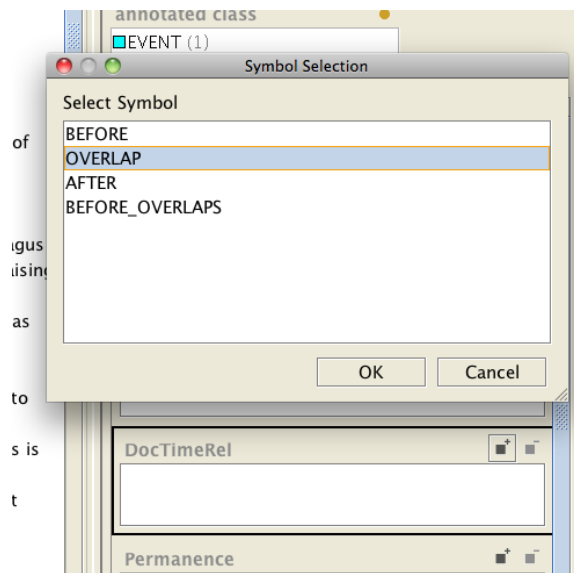 annotated class
EVENT (1)
Symbol Selection
Select Symbol
BEFORE
OVERLAP
AFTER
BEFORE_OVERLAPS
OK
Cancel
of
as
to
s is
t
DocTimeRel
Permanence